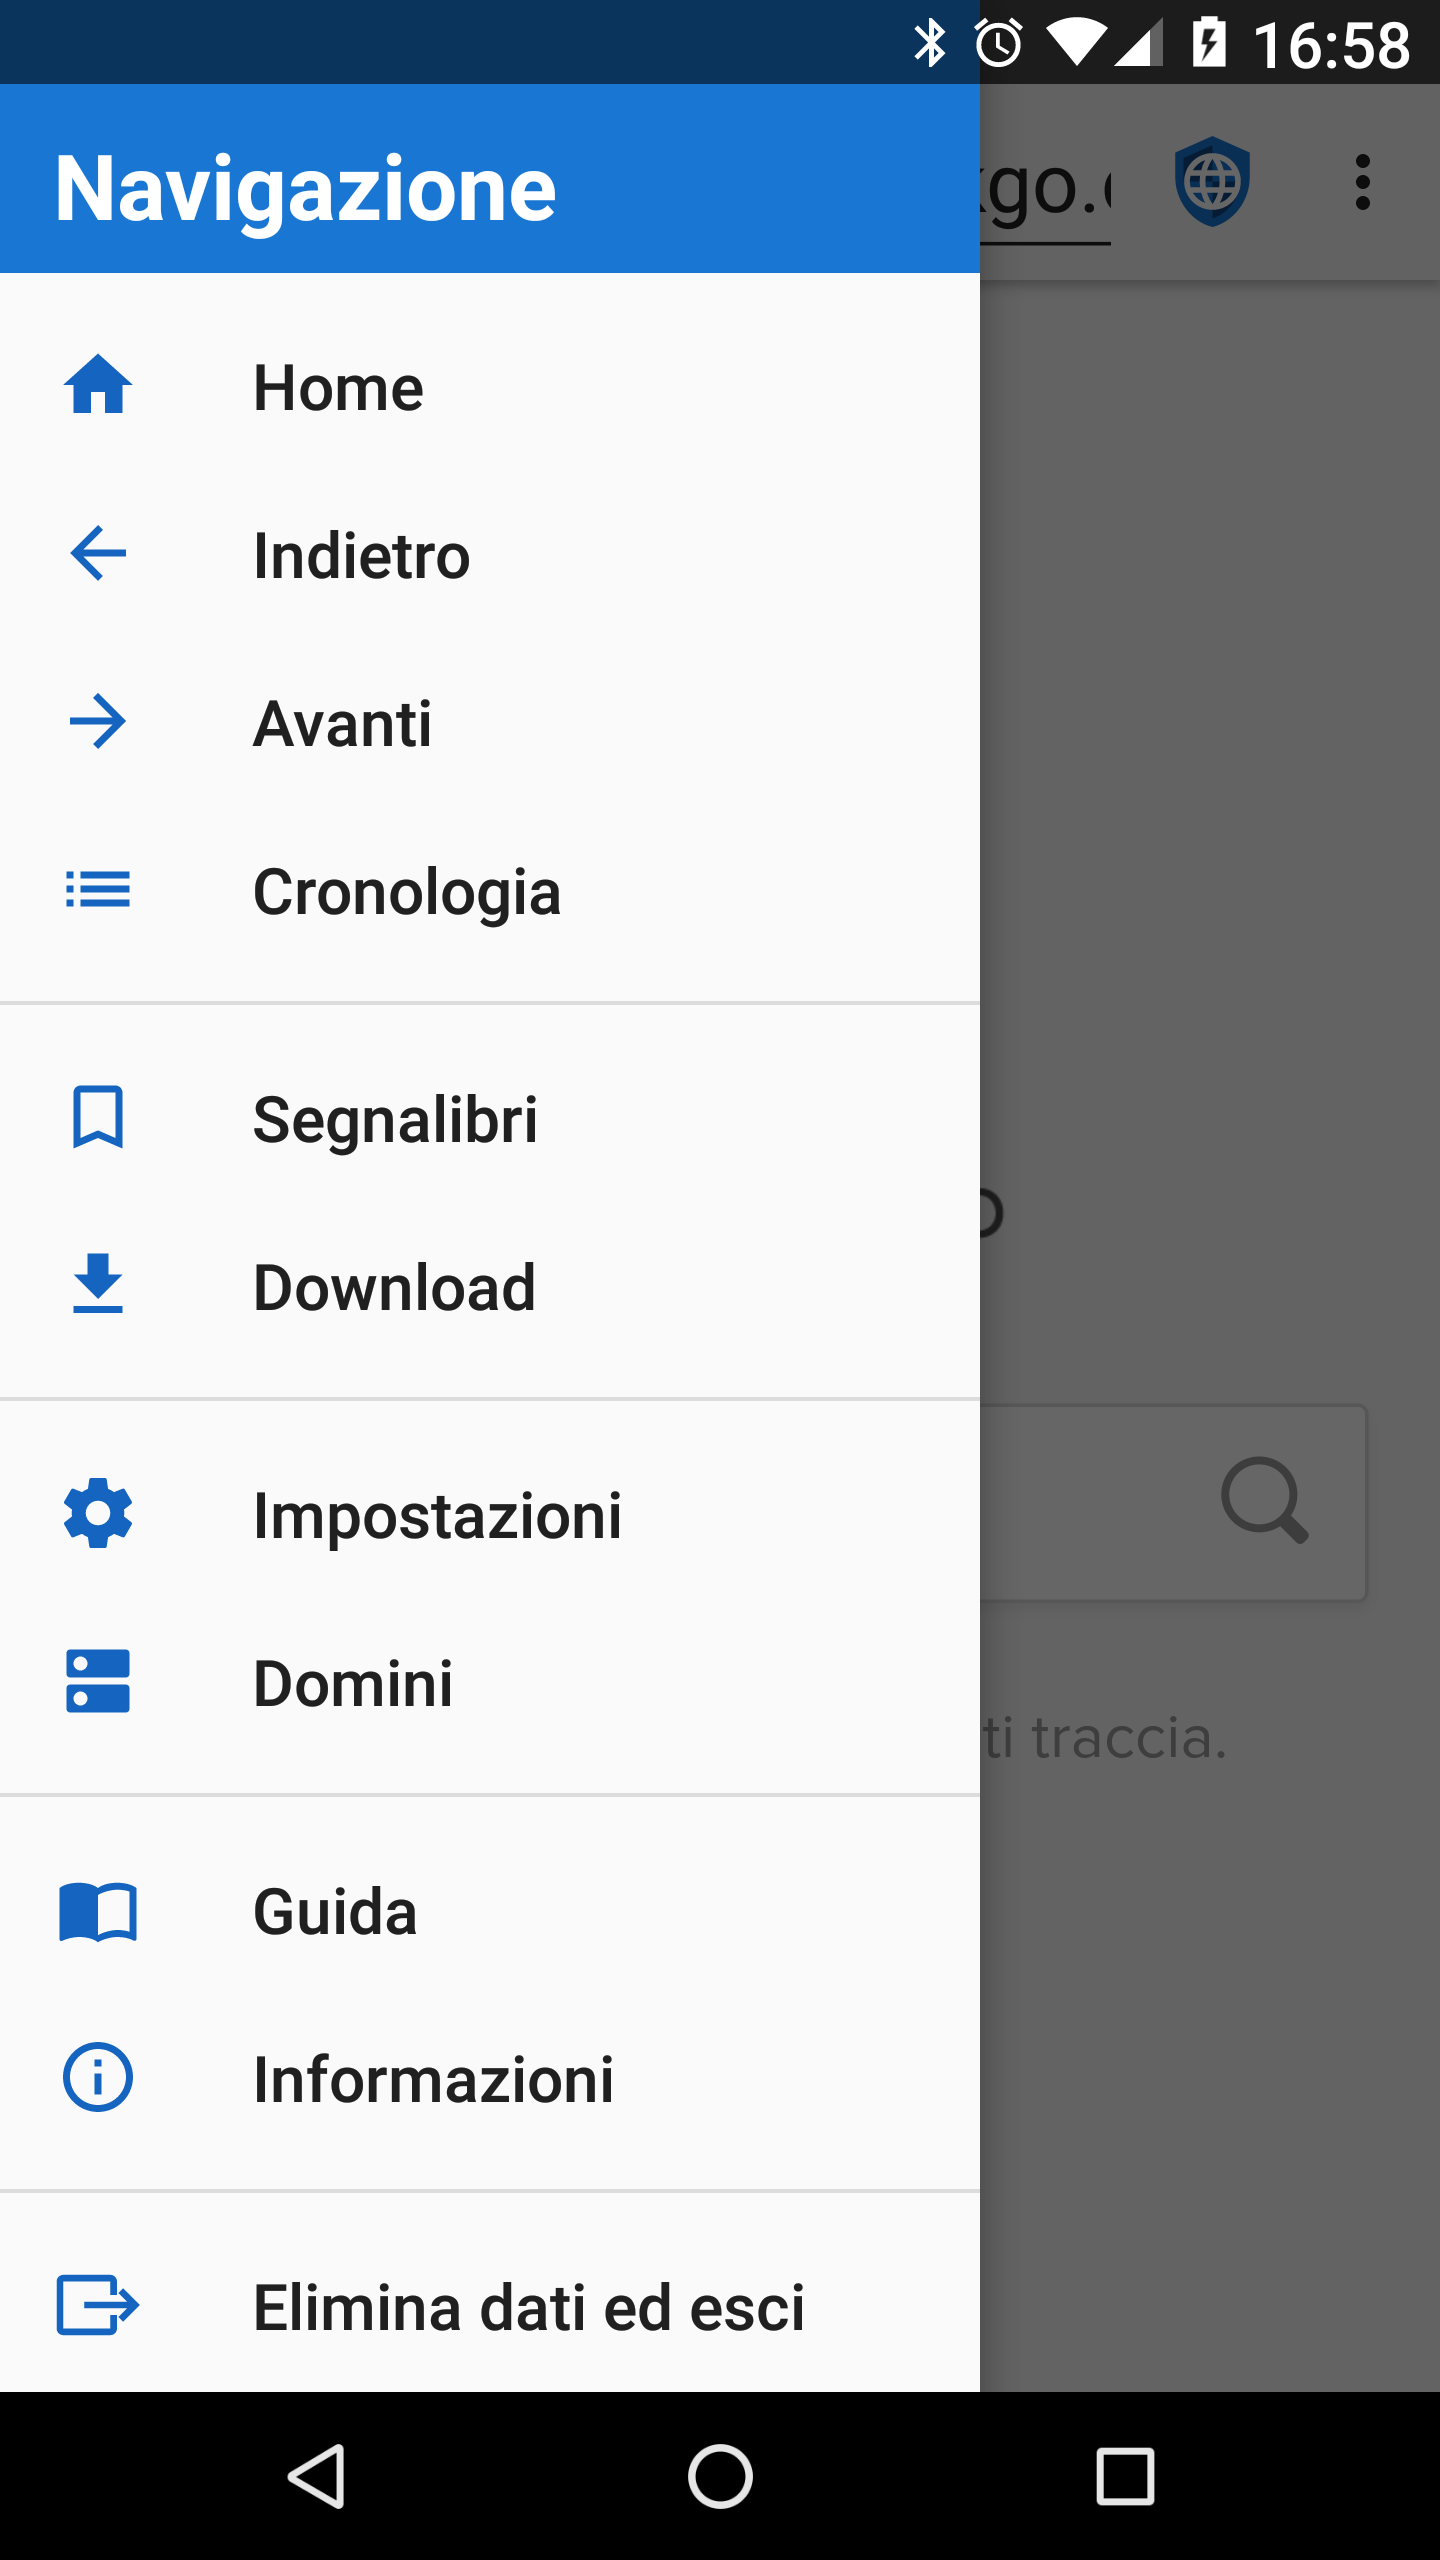 16:58
Navigazione
kgo.
Home
Indietro
Avanti
Cronologia
Segnalibri
Download
Impostazioni
Domini
ti traccia.
Guida
Informazioni
Elimina dati ed esci